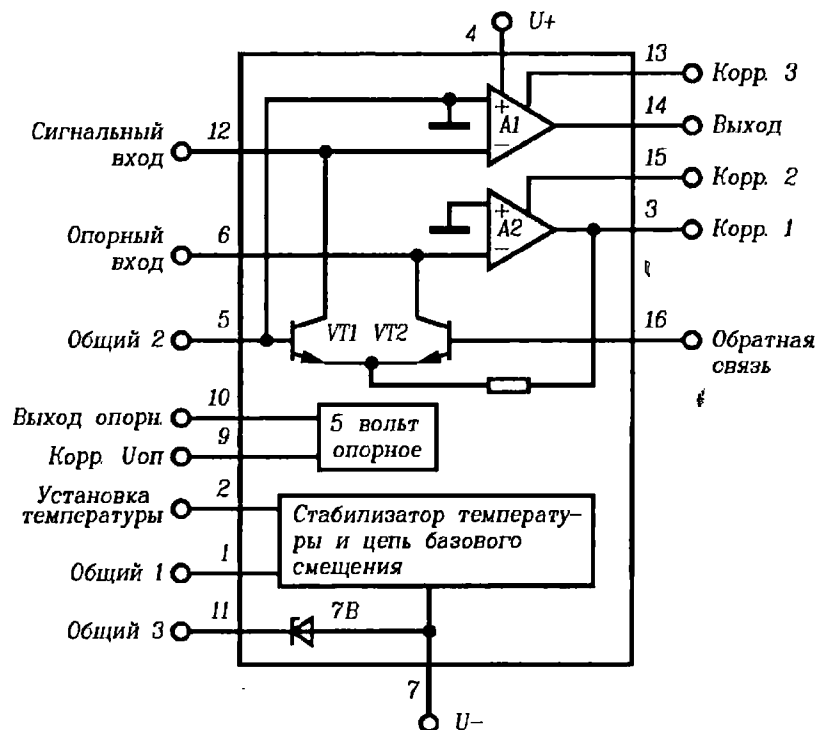 4
U+
13
Корр. 3
A1
+
−
14
Выход
Сигнальный
вход
12
15
Корр. 2
A2
+
−
3
Корр. 1
Опорный
вход
6
Общий 2
5
VT1 VT2
16
Обратная
связь
Выход опорн.
10
5 вольт
опорное
Корр. Uоп
9
Установка
температуры
2
Стабилизатор температу-
ры и цепь базового
смещения
Общий 1
1
Общий 3
11
7В
7
U−